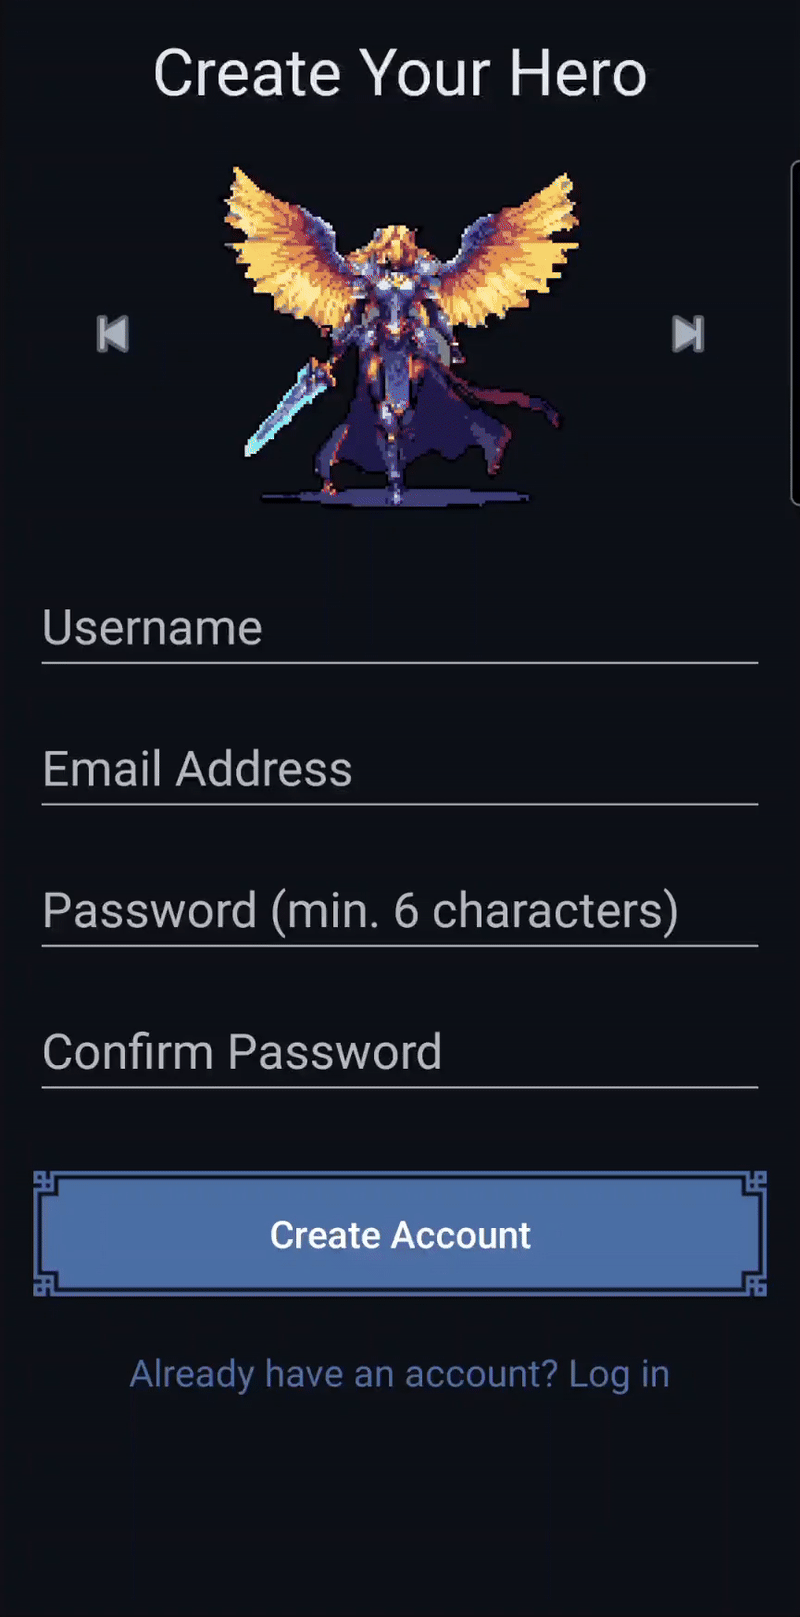 Create Your Hero
Username
Email Address
Password (min. 6 characters)
Confirm Password
Create Account
Already have an account? Log in